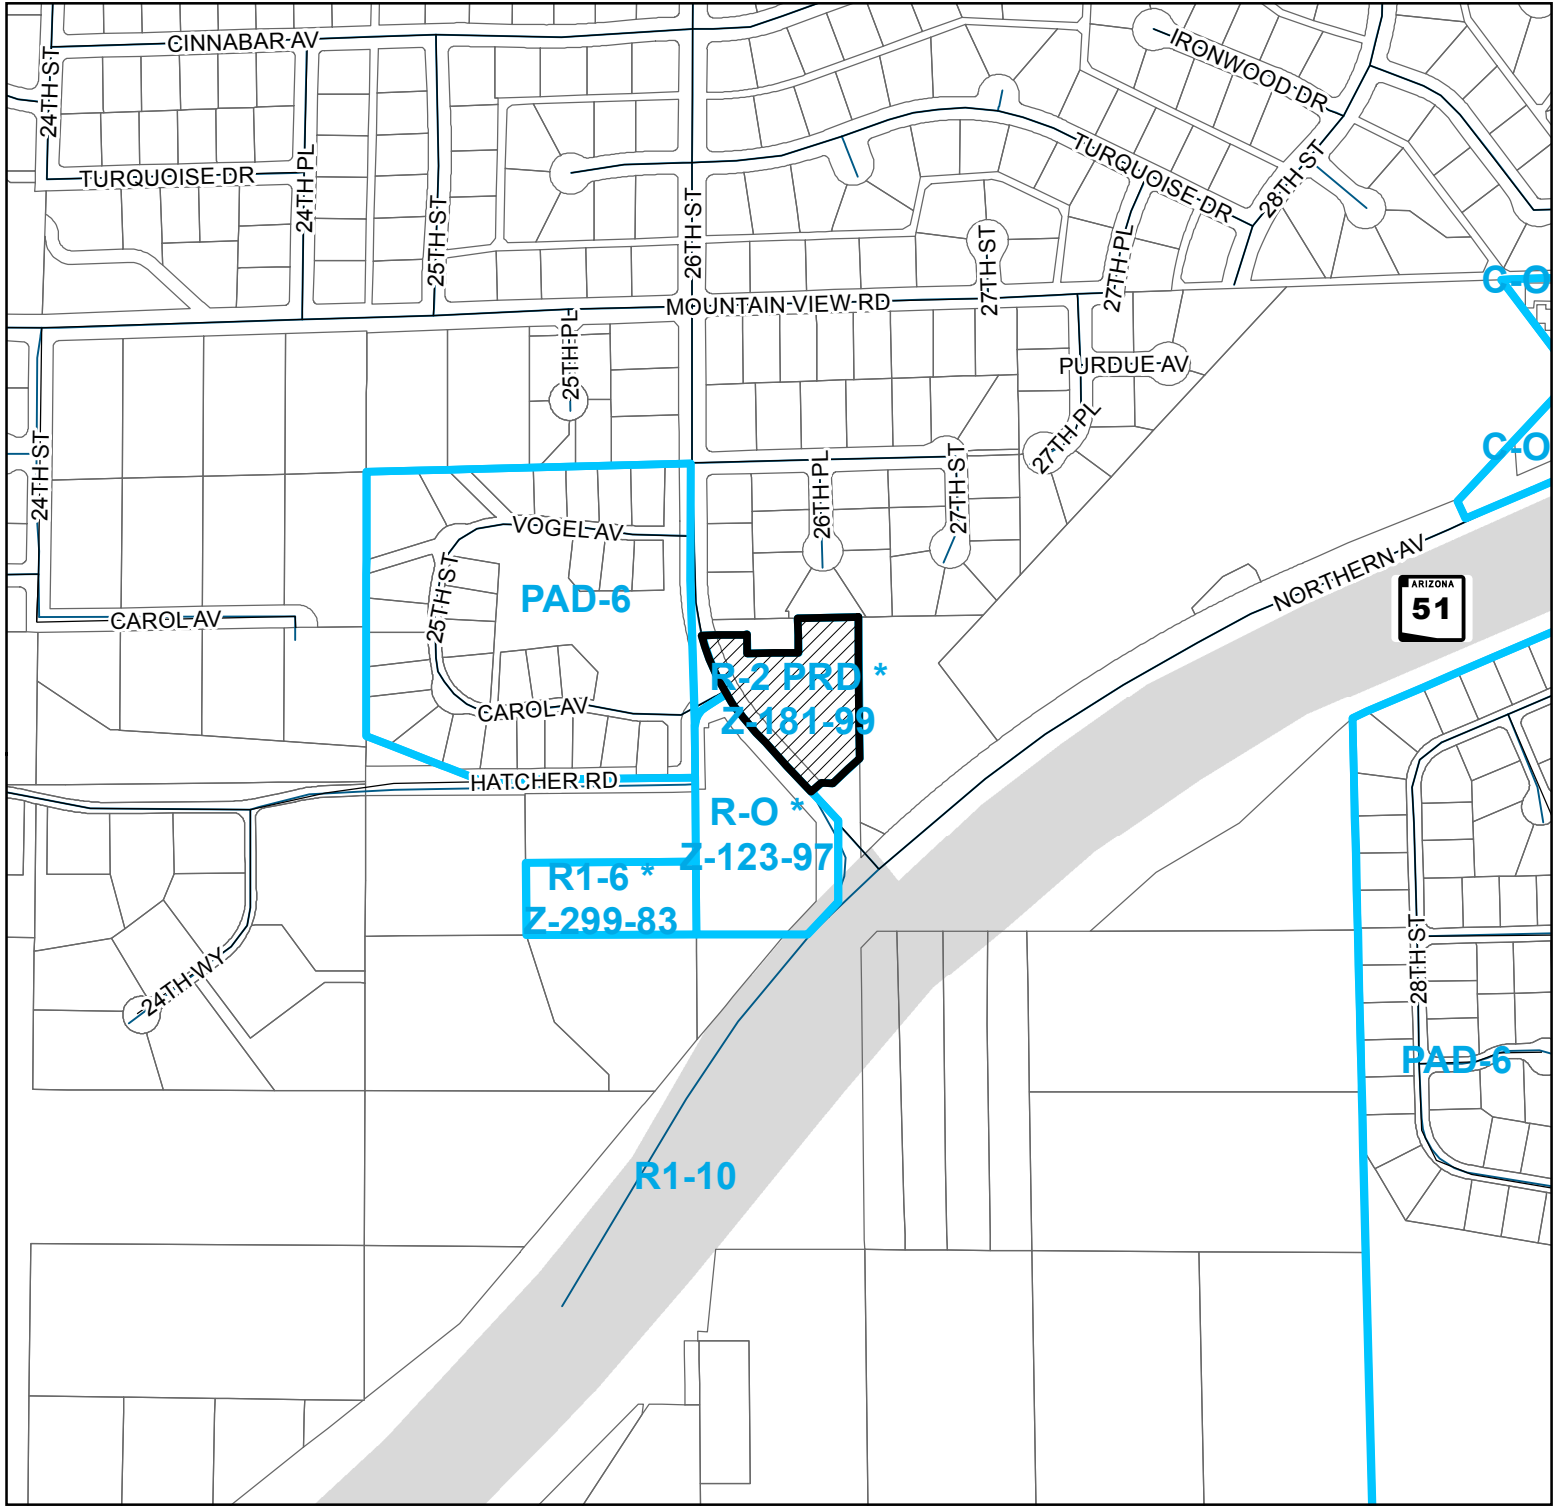 CINNABAR AV
IRONWOOD DR
24TH ST
24TH PL
TURQUOISE DR
TURQUOISE DR
28TH ST
25TH ST
26TH ST
27TH ST
27TH PL
C-O
MOUNTAIN VIEW RD
25TH PL
PURDUE AV
27TH PL
24TH ST
26TH PL
27TH ST
C-O
VOGEL AV
NORTHERN AV
25TH ST
PAD-6
ARIZONA
51
CAROL AV
R-2 PRD *
Z-181-99
CAROL AV
HATCHER RD
R-O *
Z-123-97
R1-6 *
Z-299-83
24TH WY
28TH ST
PAD-6
R1-10